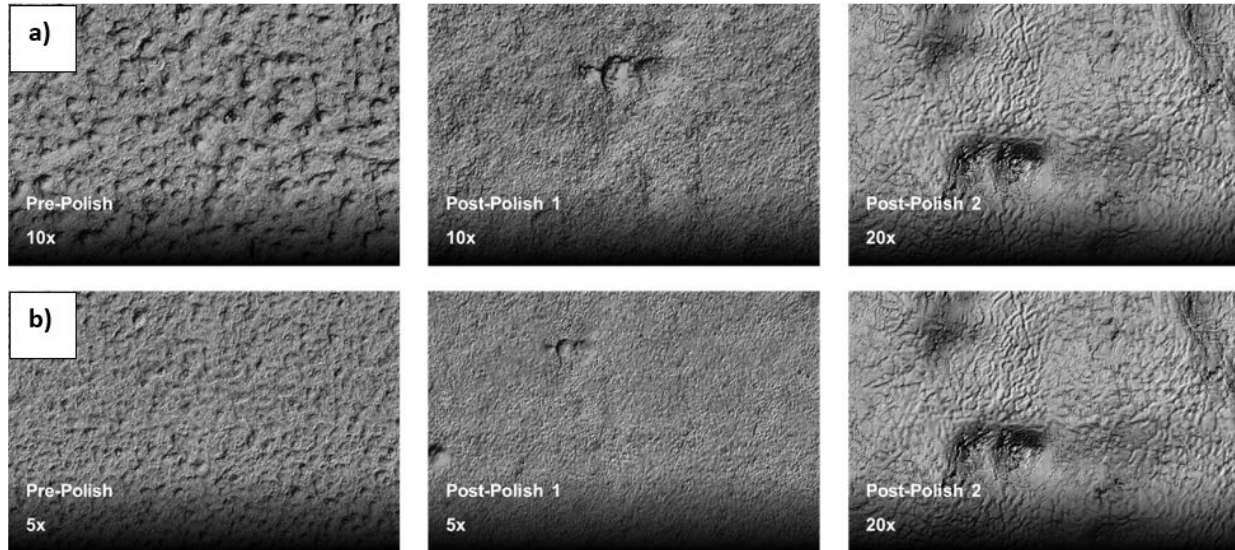 a)
Pre-Polish
10x
Post-Polish 1
10x
Post-Polish 2
20x
b)
Pre-Polish
5x
Post-Polish 1
5x
Post-Polish 2
20x